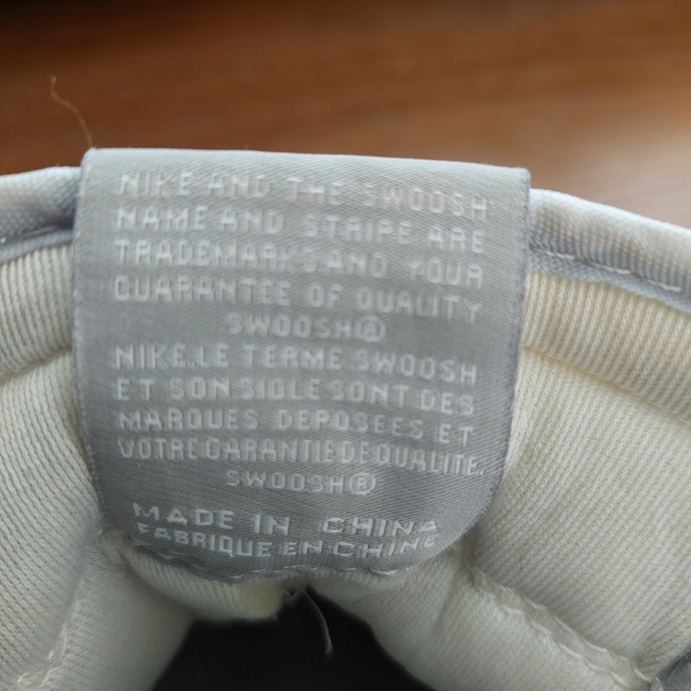 NIKE AND THE SWOOSH
NAME AND STRIPE ARE
TRADEMARKS AND YOUR
GUARANTEE OF QUALITY
SWOOSH®
NIKE.LE TERME SWOOSH
ET SON SIGLE SONT DES
MARQUES DEPOSEES ET
VOTRE GARANTIE DE QUALITE.
SWOOSH®
MADE IN CHINA
FABRIQUE EN CHINE